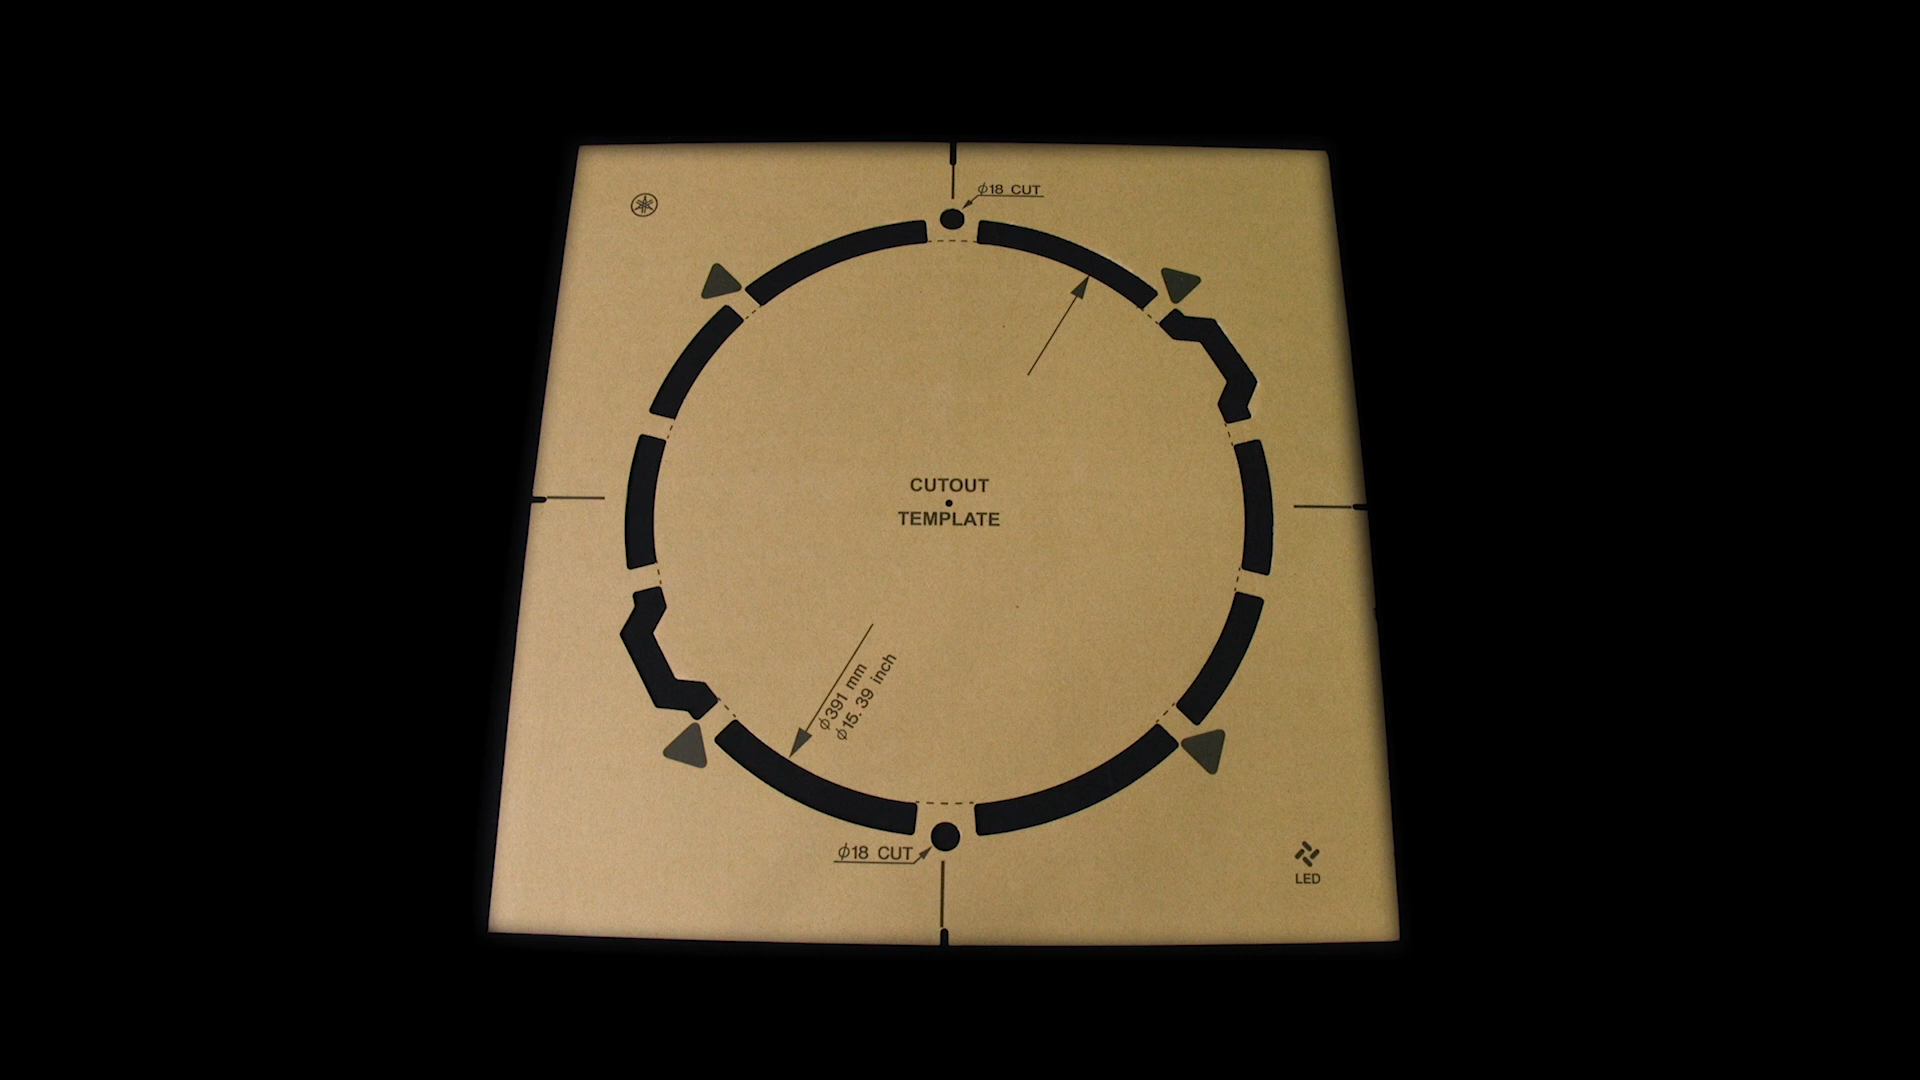 ϕ18 CUT
CUTOUT
TEMPLATE
ϕ391 mm
ϕ15.39 inch
ϕ18 CUT
LED